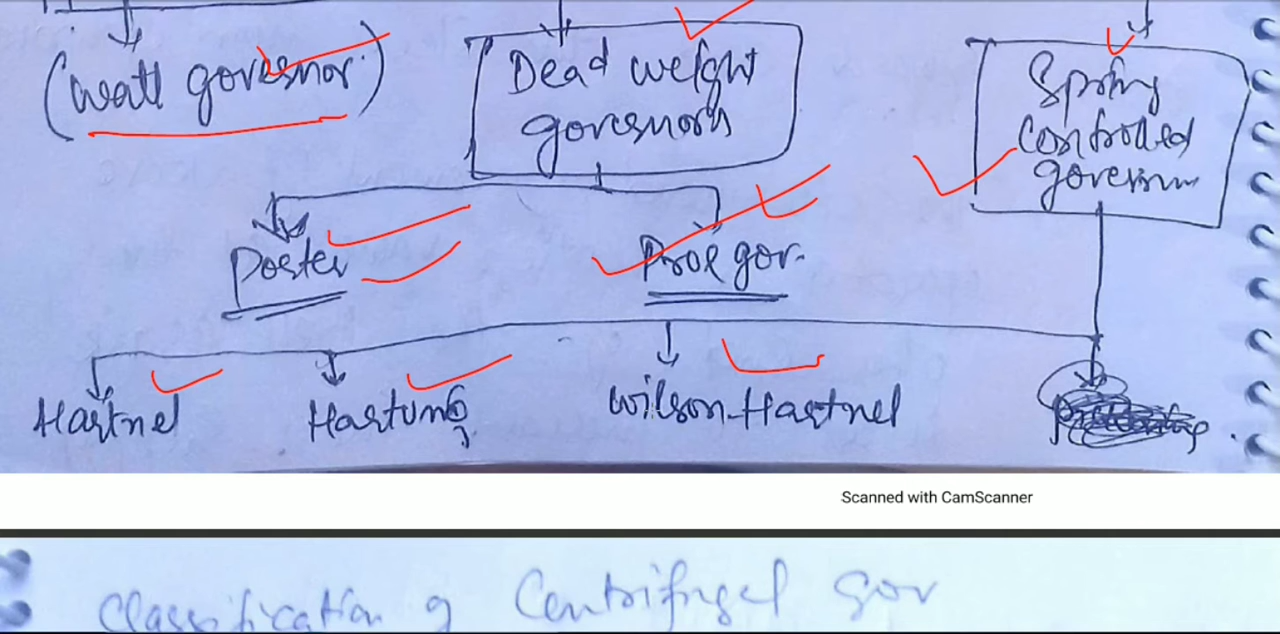 (watt governor)
Dead weight
governors
Spring
controlled
governor
Porter
Proel gov.
Hartnel
Hartung
Wilson-Hartnel
Scanned with CamScanner
Classification of Centrifugal Gov